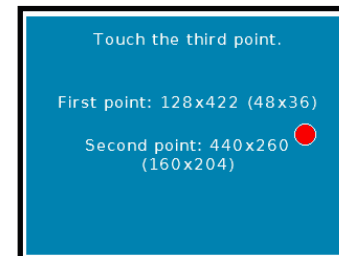 Touch the third point.
First point: 128x422 (48x36)
Second point: 440x260
(160x204)